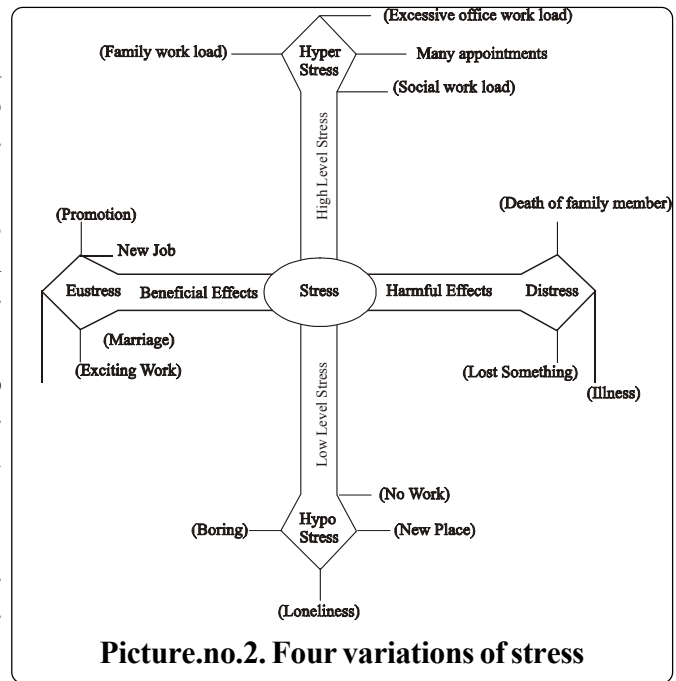 (Excessive office work load)
(Family work load)
Hyper
Stress
Many appointments
(Social work load)
High Level Stress
(Death of family member)
(Promotion)
New Job
Eustress
Beneficial Effects
Stress
Harmful Effects
Distress
(Marriage)
(Exciting Work)
(Lost Something)
(Illness)
Low Level Stress
(No Work)
Hypo
Stress
(Boring)
(New Place)
(Loneliness)
Picture.no.2. Four variations of stress